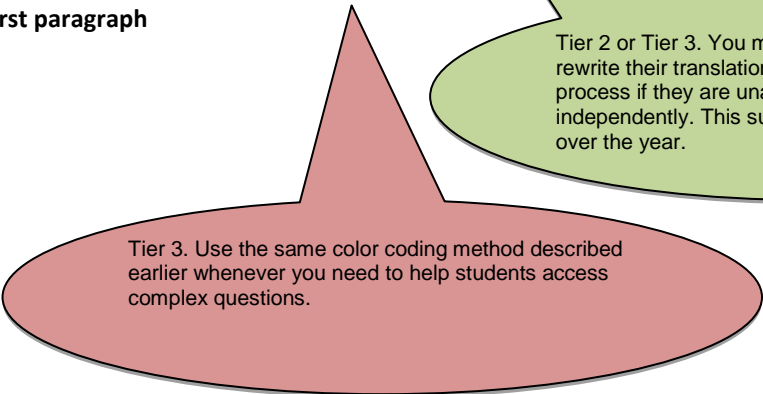 rst paragraph
Tier 2 or Tier 3. You m
rewrite their translation
process if they are una
independently. This su
over the year.
Tier 3. Use the same color coding method described
earlier whenever you need to help students access
complex questions.